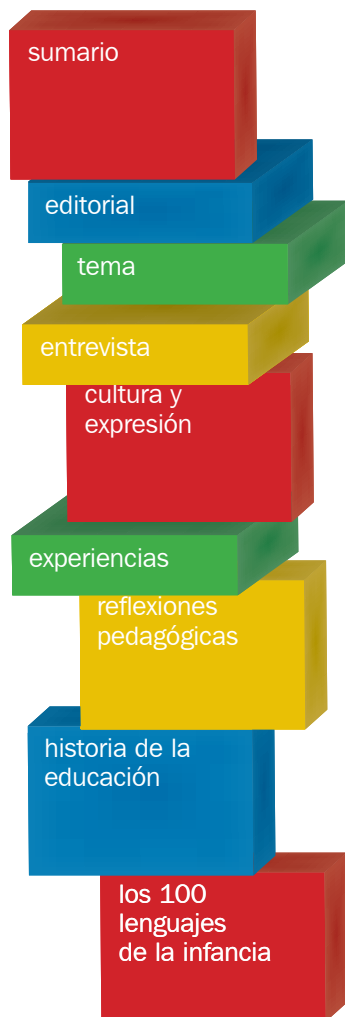 sumario
editorial
tema
entrevista
cultura y
expresión
experiencias
reflexiones
pedagógicas
historia de la
educación
los 100
lenguajes
de la infancia